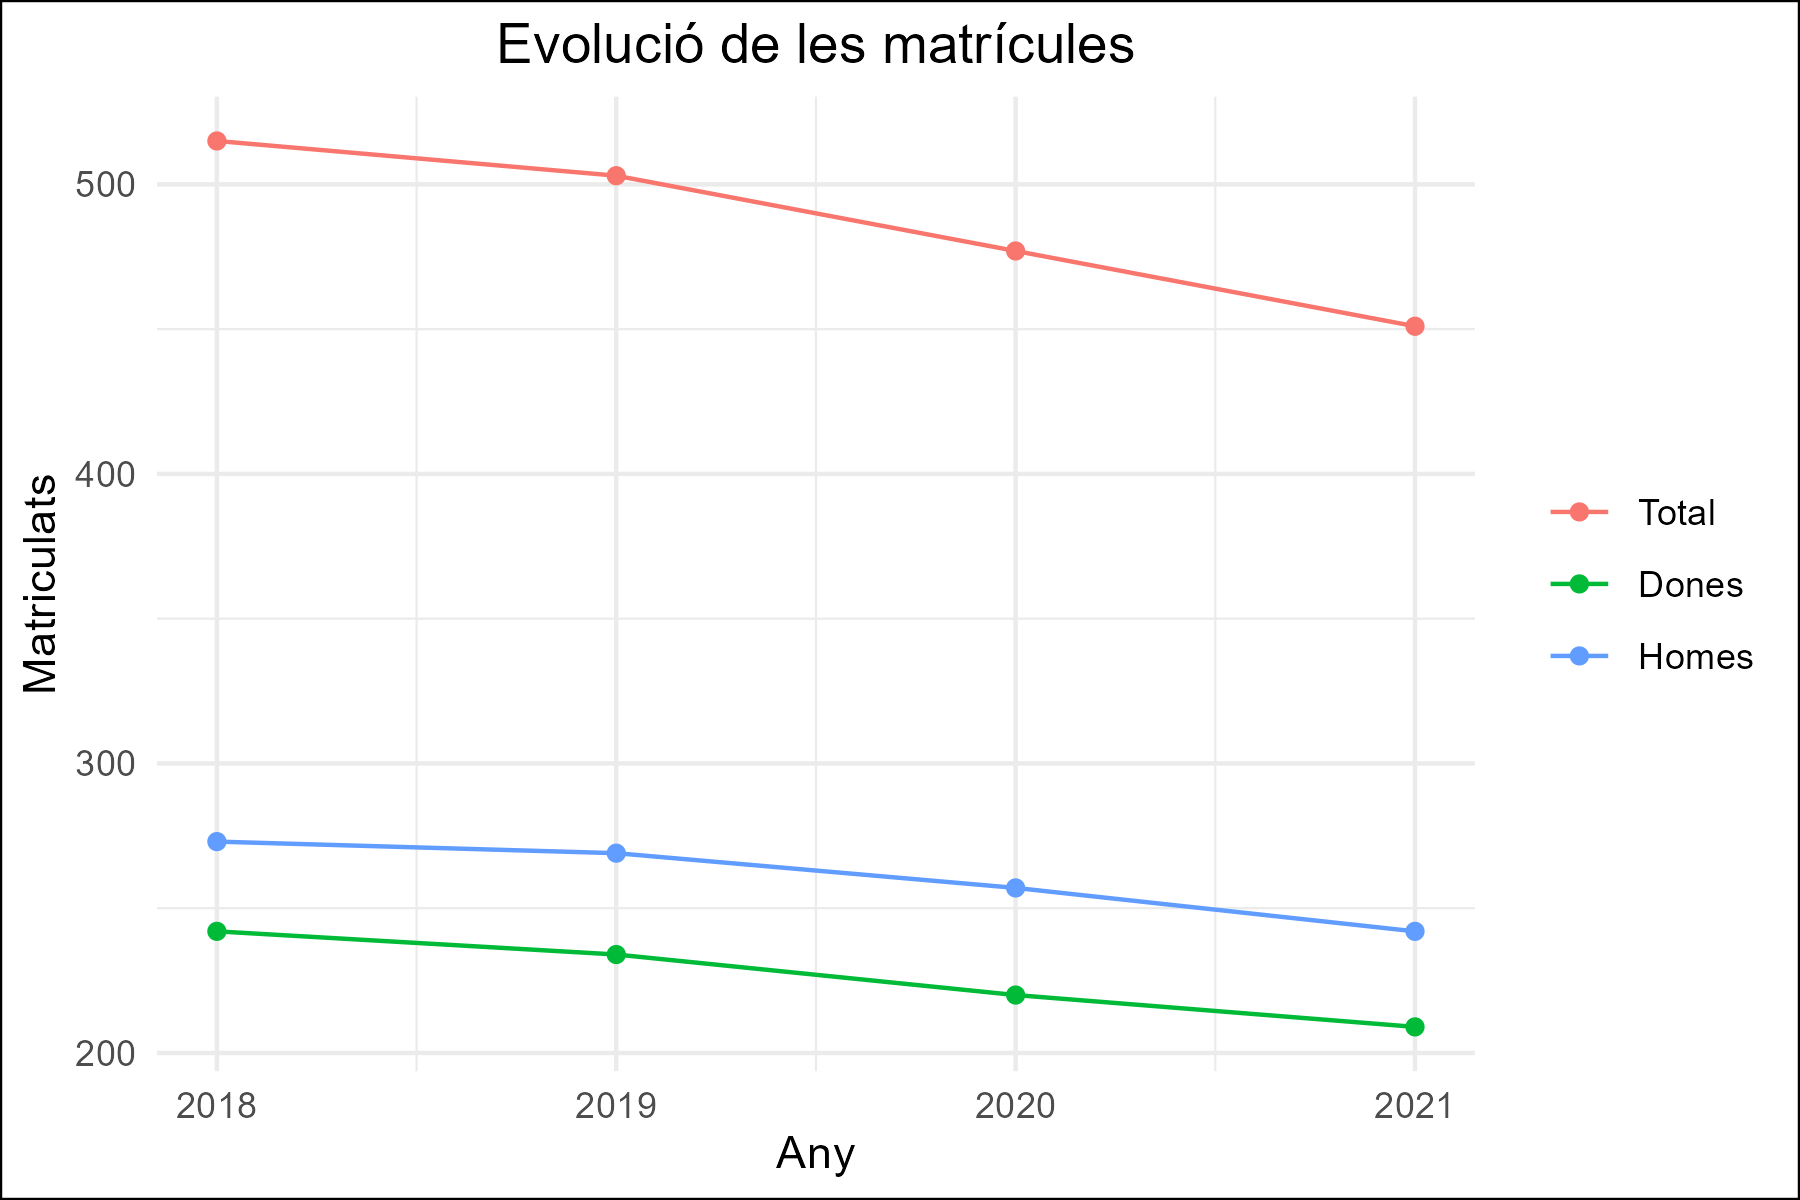 Evolució de les matrícules
Matriculats
500
400
300
200
2018
2019
2020
2021
Any
Total
Dones
Homes